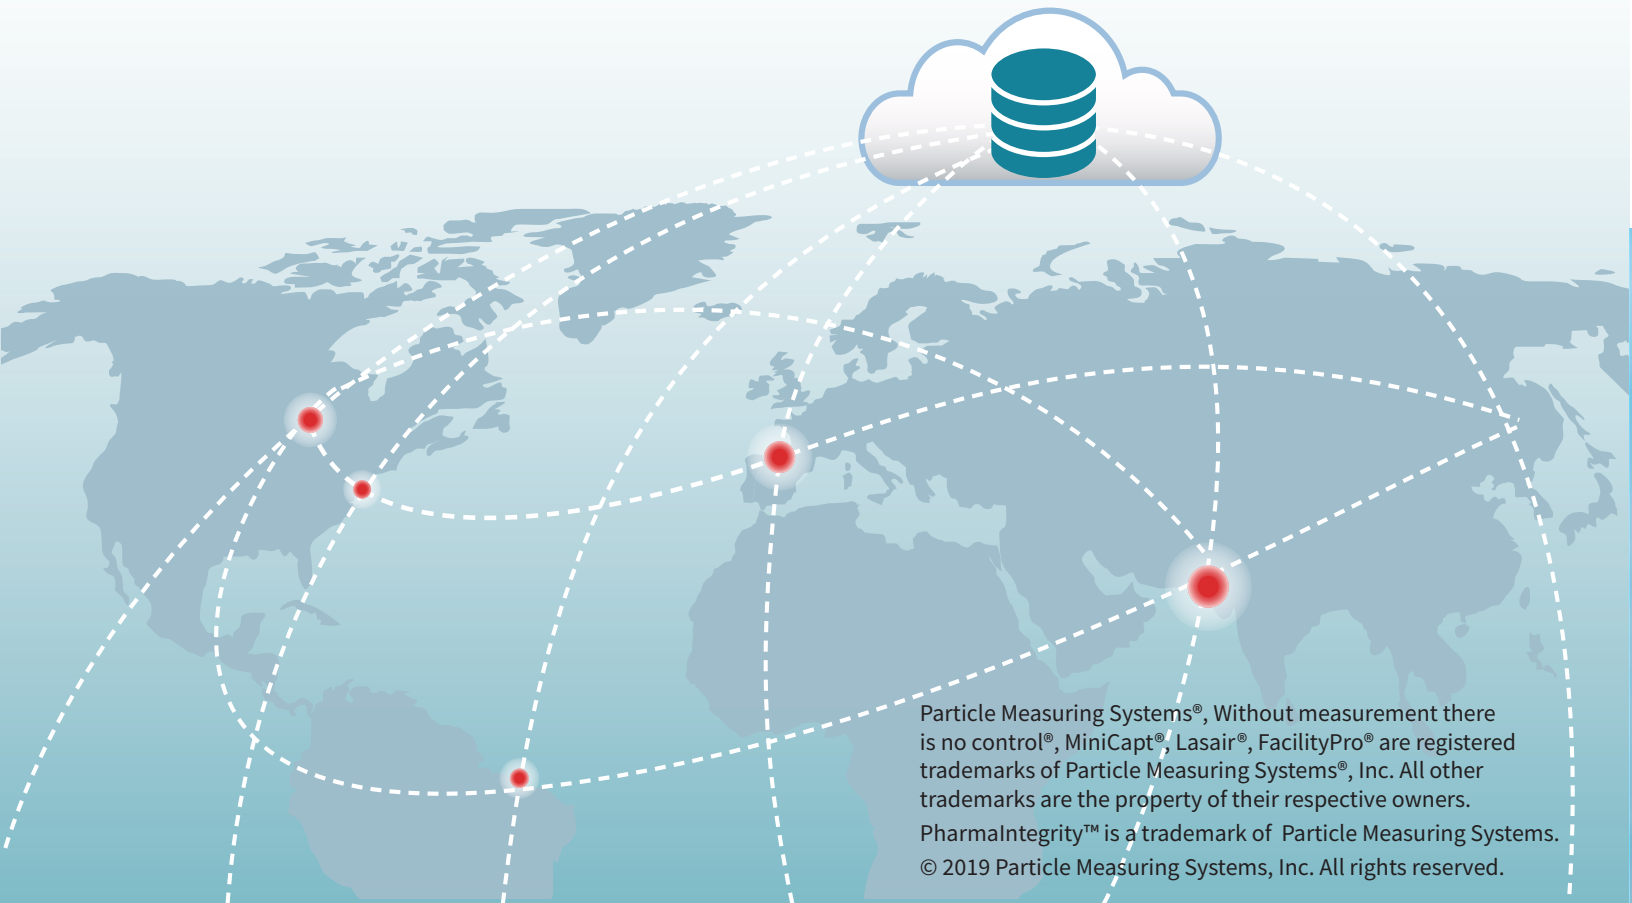 Particle Measuring Systems®, Without measurement there
is no control®, MiniCapt®, Lasair®, FacilityPro® are registered
trademarks of Particle Measuring Systems®, Inc. All other
trademarks are the property of their respective owners.
PharmaIntegrity™ is a trademark of Particle Measuring Systems.
© 2019 Particle Measuring Systems, Inc. All rights reserved.